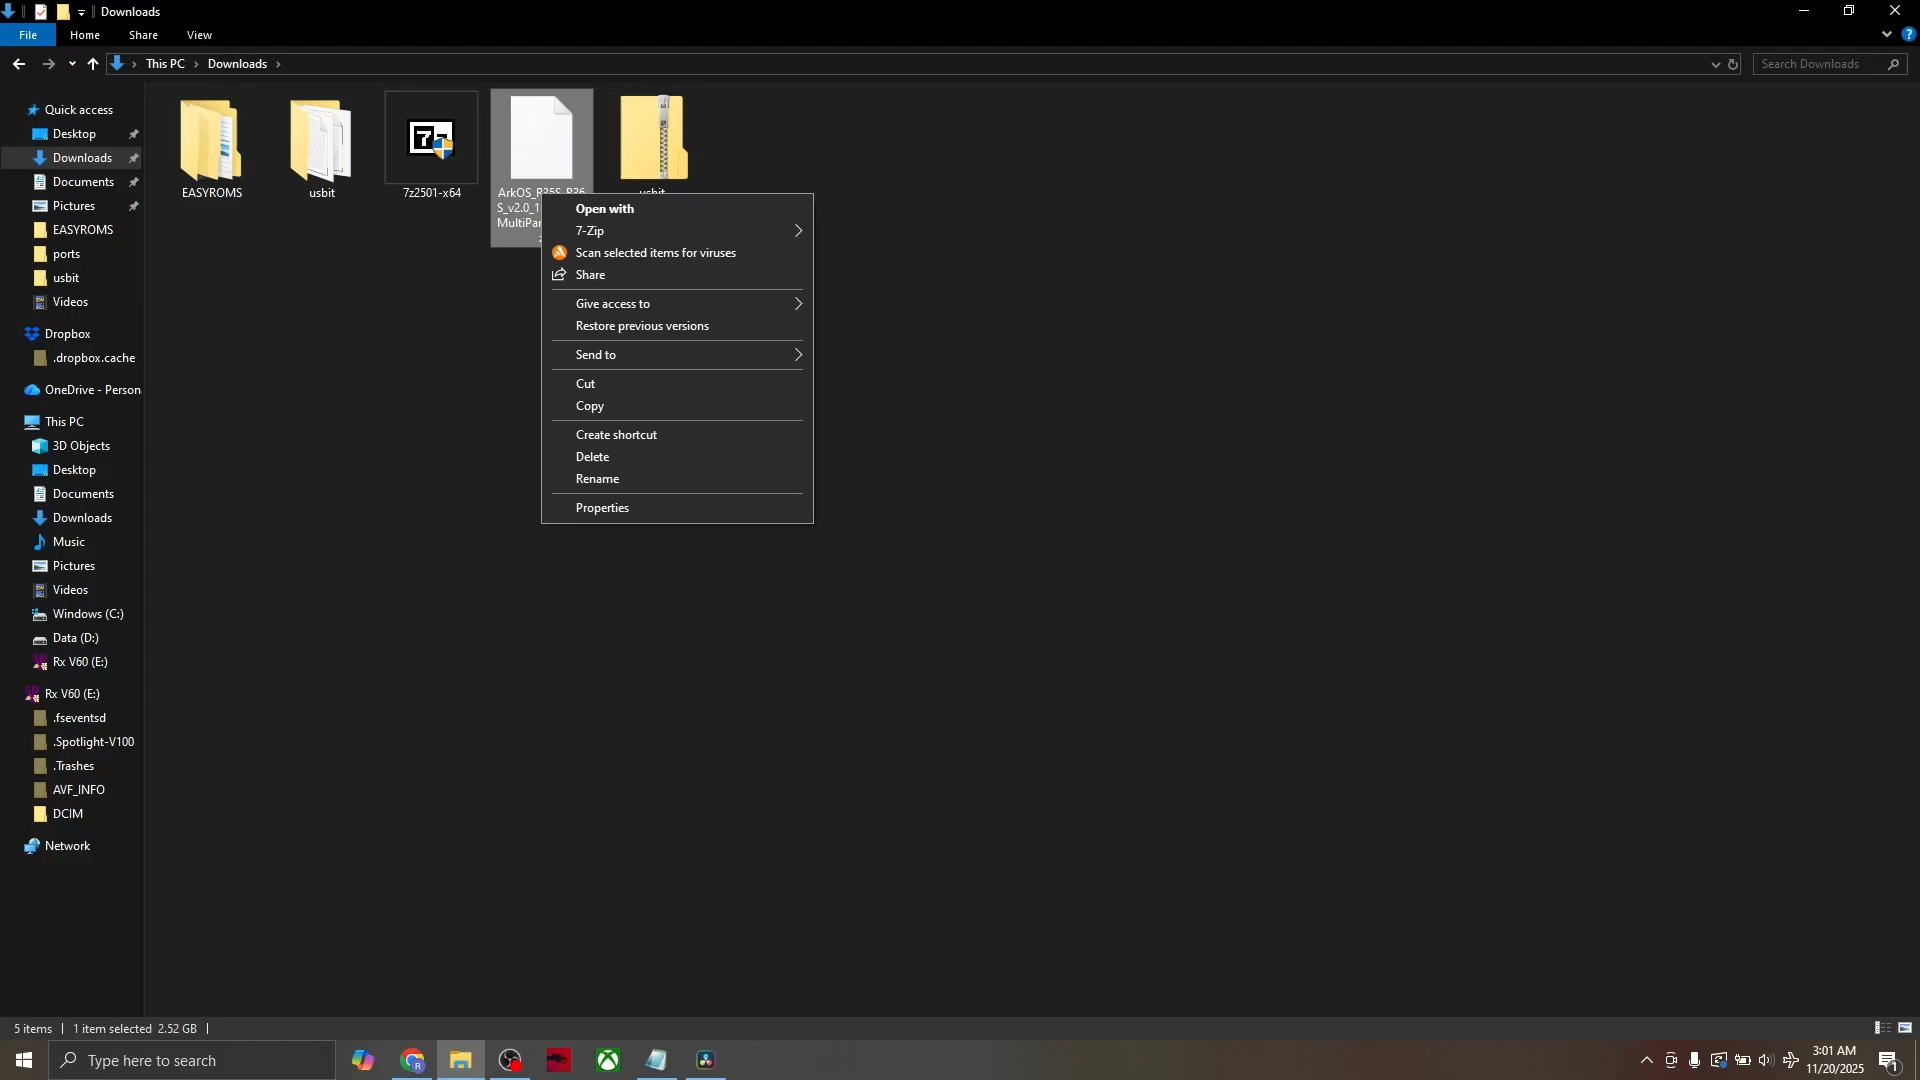 Downloads
File Home Share View
This PC Downloads
Search Downloads
Quick access
Desktop
Downloads
Documents
Pictures
EASYROMS
ports
usbit
Videos
Dropbox
.dropbox.cache
OneDrive - Person
This PC
3D Objects
Desktop
Documents
Downloads
Music
Pictures
Videos
Windows (C:)
Data (D:)
Rx V60 (E:)
Rx V60 (E:)
.fseventsd
.Spotlight-V100
.Trashes
AVF_INFO
DCIM
Network
EASYROMS
usbit
7z2501-x64
ArkOS_R35S_R36
S_v2.0_1
MultiPar
usbit
Open with
7-Zip
Scan selected items for viruses
Share
Give access to
Restore previous versions
Send to
Cut
Copy
Create shortcut
Delete
Rename
Properties
5 items 1 item selected 2.52 GB
Type here to search
3:01 AM
11/20/2025
1